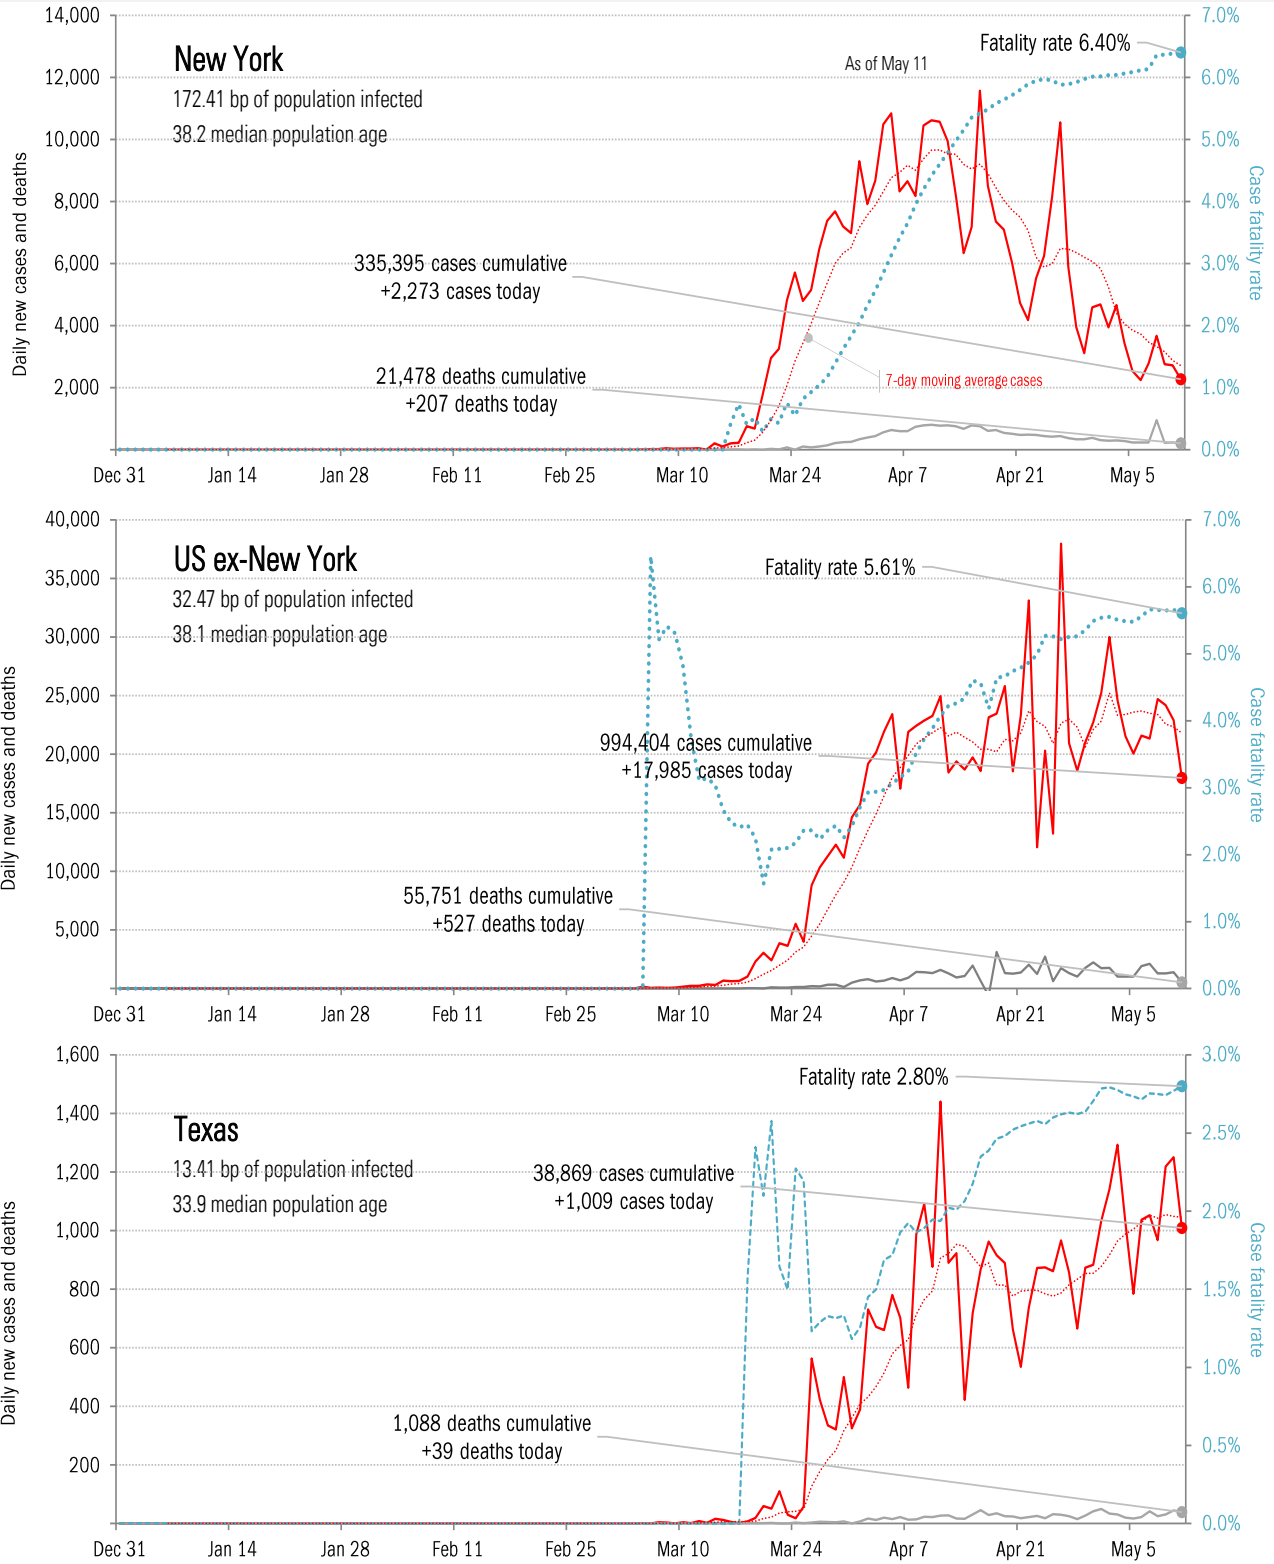 14,000
7.0%
New York
Fatality rate 6.40%
As of May 11
12,000
6.0%
172.41 bp of population infected
38.2 median population age
10,000
5.0%
Daily new cases and deaths
Case fatality rate
8,000
4.0%
335,395 cases cumulative
+2,273 cases today
6,000
3.0%
4,000
2.0%
21,478 deaths cumulative
+207 deaths today
7-day moving average cases
2,000
1.0%
0.0%
Dec 31 Jan 14 Jan 28 Feb 11 Feb 25 Mar 10 Mar 24 Apr 7 Apr 21 May 5
40,000
7.0%
US ex-New York
Fatality rate 5.61%
35,000
6.0%
32.47 bp of population infected
38.1 median population age
30,000
5.0%
Daily new cases and deaths
Case fatality rate
25,000
4.0%
994,404 cases cumulative
+17,985 cases today
20,000
3.0%
15,000
2.0%
10,000
55,751 deaths cumulative
+527 deaths today
5,000
1.0%
0.0%
Dec 31 Jan 14 Jan 28 Feb 11 Feb 25 Mar 10 Mar 24 Apr 7 Apr 21 May 5
1,600
3.0%
Fatality rate 2.80%
1,400
2.5%
Texas
13.41 bp of population infected
33.9 median population age
1,200
38,869 cases cumulative
+1,009 cases today
2.0%
Daily new cases and deaths
Case fatality rate
1,000
800
1.5%
600
1.0%
400
1,088 deaths cumulative
+39 deaths today
0.5%
200
0.0%
Dec 31 Jan 14 Jan 28 Feb 11 Feb 25 Mar 10 Mar 24 Apr 7 Apr 21 May 5